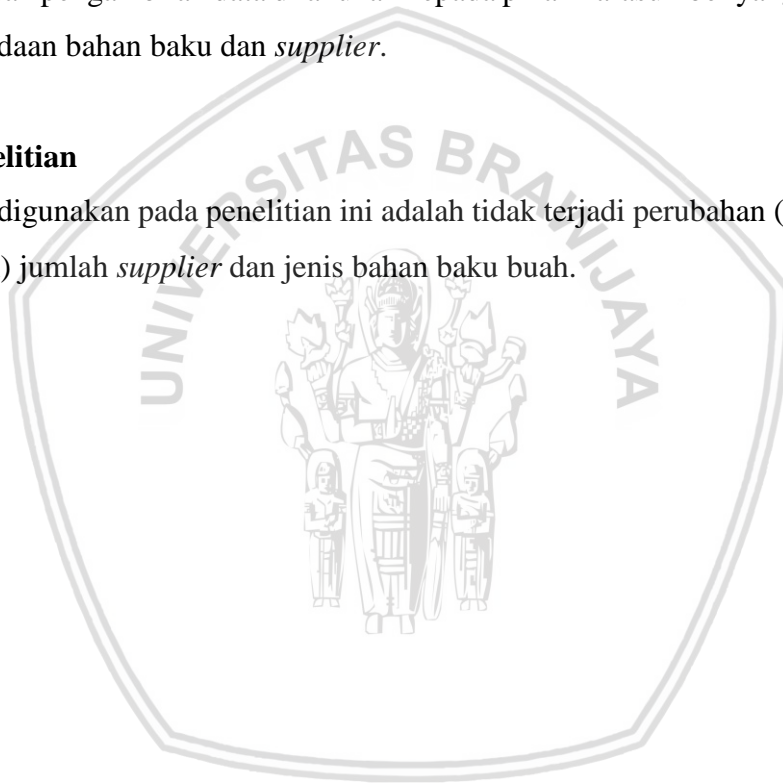 daan bahan baku dan supplier.
elitian
digunakan pada penelitian ini adalah tidak terjadi perubahan (
) jumlah supplier dan jenis bahan baku buah.
UNIVERSITAS BRAWIJAYA